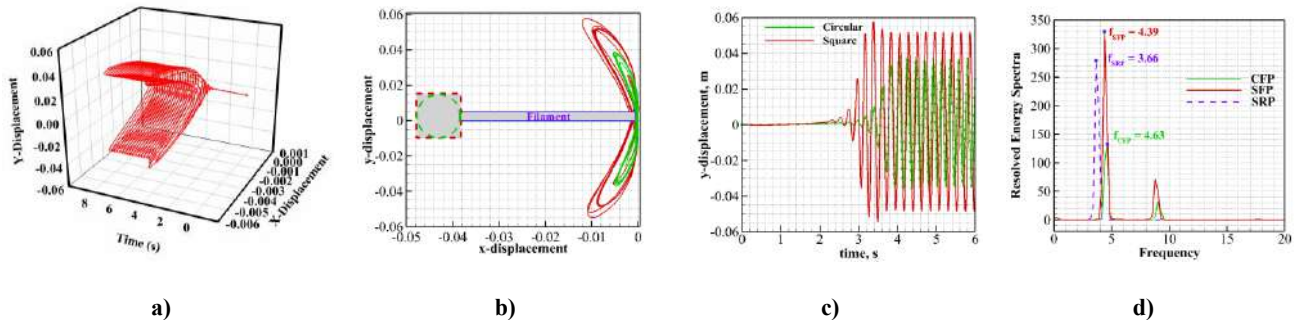 Y-Displacement
0.06
0.04
0.02
0.00
-0.02
-0.04
-0.06
8
6
4
2
0
Time (s)
0.001
0.000
-0.001
-0.002
-0.003
-0.004
-0.005
-0.006
X-Displacement
a)
y-displacement
0.06
0.04
0.02
0
0.02
0.04
0.06
Filament
-0.05
-0.04
-0.02
-0.01
0
x-displacement
b)
y-displacement, m
0.06
0.04
0.02
0
-0.02
-0.04
-0.06
Circular
Square
0 1 2 3 4 5 6
time, s
c)
Resolved Energy Spectra
350
300
250
200
150
100
50
0
fSFP = 4.39
fSRP = 3.66
fCFP = 4.63
CFP
SFP
SRP
0 5 10 15 20
Frequency
d)